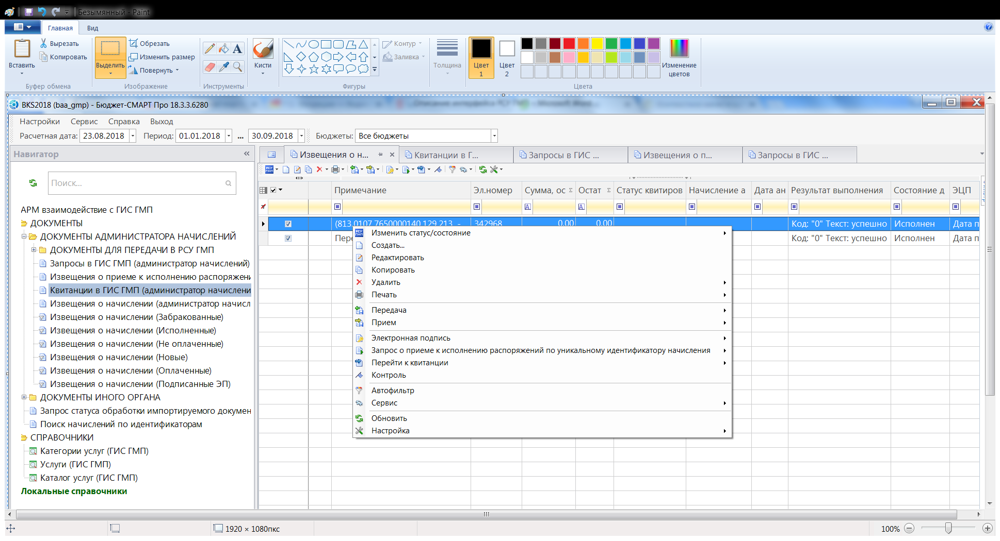 Безымянный - Paint
Главная
Вид
Вставить
Вырезать
Копировать
Буфер обмена
Выделить
Обрезать
Изменить размер
Повернуть
Изображение
Инструменты
Кисти
Контур
Заливка
Фигуры
Толщина
Цвет 1
Цвет 2
Изменение цветов
Цвета
BKS2018 (baa_gmp) - Бюджет-СМАРТ Про 18.3.3.6280
Настройки Сервис Справка Выход
Расчетная дата: 23.08.2018 Период: 01.01.2018 ... 30.09.2018 Бюджеты: Все бюджеты
Навигатор «
Поиск...
АРМ взаимодействие с ГИС ГМП
ДОКУМЕНТЫ
ДОКУМЕНТЫ АДМИНИСТРАТОРА НАЧИСЛЕНИЙ
ДОКУМЕНТЫ ДЛЯ ПЕРЕДАЧИ В РСУ ГМП
Запросы в ГИС ГМП (администратор начислений)
Извещения о приеме к исполнению распоряжени
Квитанции в ГИС ГМП (администратор начислени
Извещения о начислении (администратор начисл
Извещения о начислении (Забракованные)
Извещения о начислении (Исполненные)
Извещения о начислении (Не оплаченные)
Извещения о начислении (Новые)
Извещения о начислении (Оплаченные)
Извещения о начислении (Подписанные ЭП)
ДОКУМЕНТЫ ИНОГО ОРГАНА
Запрос статуса обработки импортируемого докумен
Поиск начислений по идентификаторам
СПРАВОЧНИКИ
Категории услуг (ГИС ГМП)
Услуги (ГИС ГМП)
Каталог услуг (ГИС ГМП)
Локальные справочники
Извещения о н... Квитанции в Г... Запросы в ГИС ... Извещения о п... Запросы в ГИС ...
РСУ ГМП
Примечание Эл.номер Сумма, ос Σ Остат Σ Статус квитиров Начисление а Дата ан Результат выполнения Состояние д ЭЦП
(813.0107.7650000140.129.213. - 342968 0.00 0.00 Код: "0" Текст: успешно Исполнен Дата п
Пере Код: "0" Текст: успешно Исполнен Дата п
Изменить статус/состояние
Создать...
Редактировать
Копировать
Удалить
Печать
Передача
Прием
Электронная подпись
Запрос о приеме к исполнению распоряжений по уникальному идентификатору начисления
Перейти к квитанции
Контроль
Автофильтр
Сервис
Обновить
Настройка
1920 × 1080пкс
100%